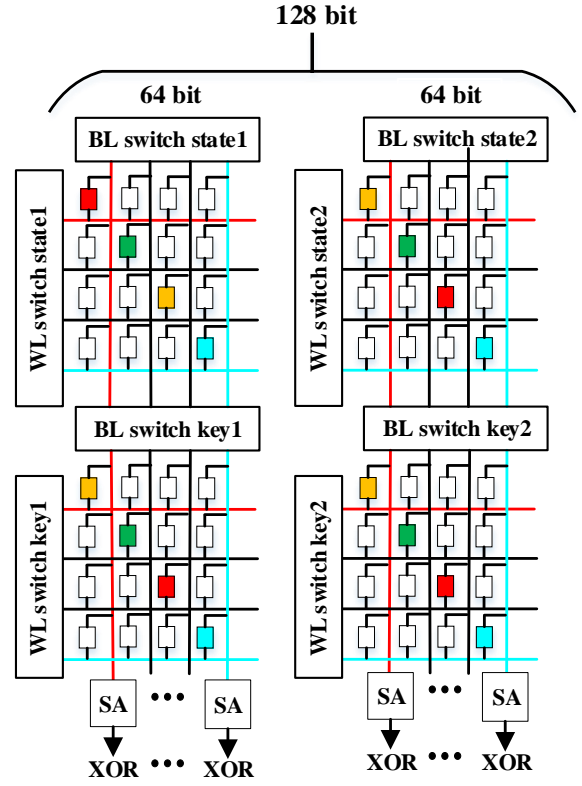 128 bit
64 bit
64 bit
BL switch state1
BL switch state2
WL switch state1
WL switch state2
BL switch key1
BL switch key2
WL switch key1
WL switch key2
SA ••• SA
SA ••• SA
XOR ••• XOR
XOR ••• XOR